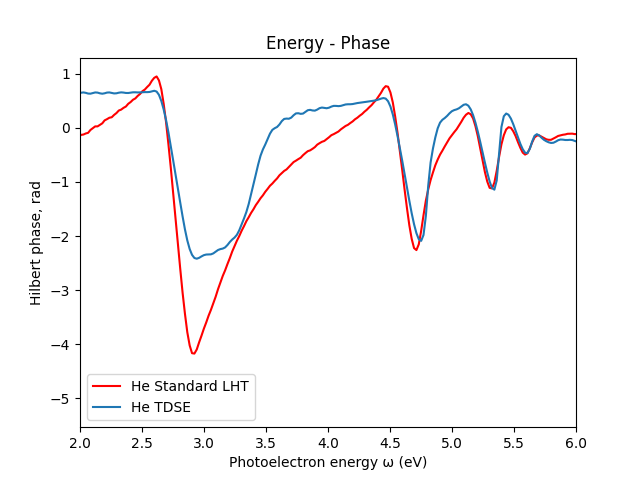 Energy - Phase
1
0
−1
−2
−3
−4
−5
Hilbert phase, rad
He Standard LHT
He TDSE
2.0 2.5 3.0 3.5 4.0 4.5 5.0 5.5 6.0
Photoelectron energy ω (eV)